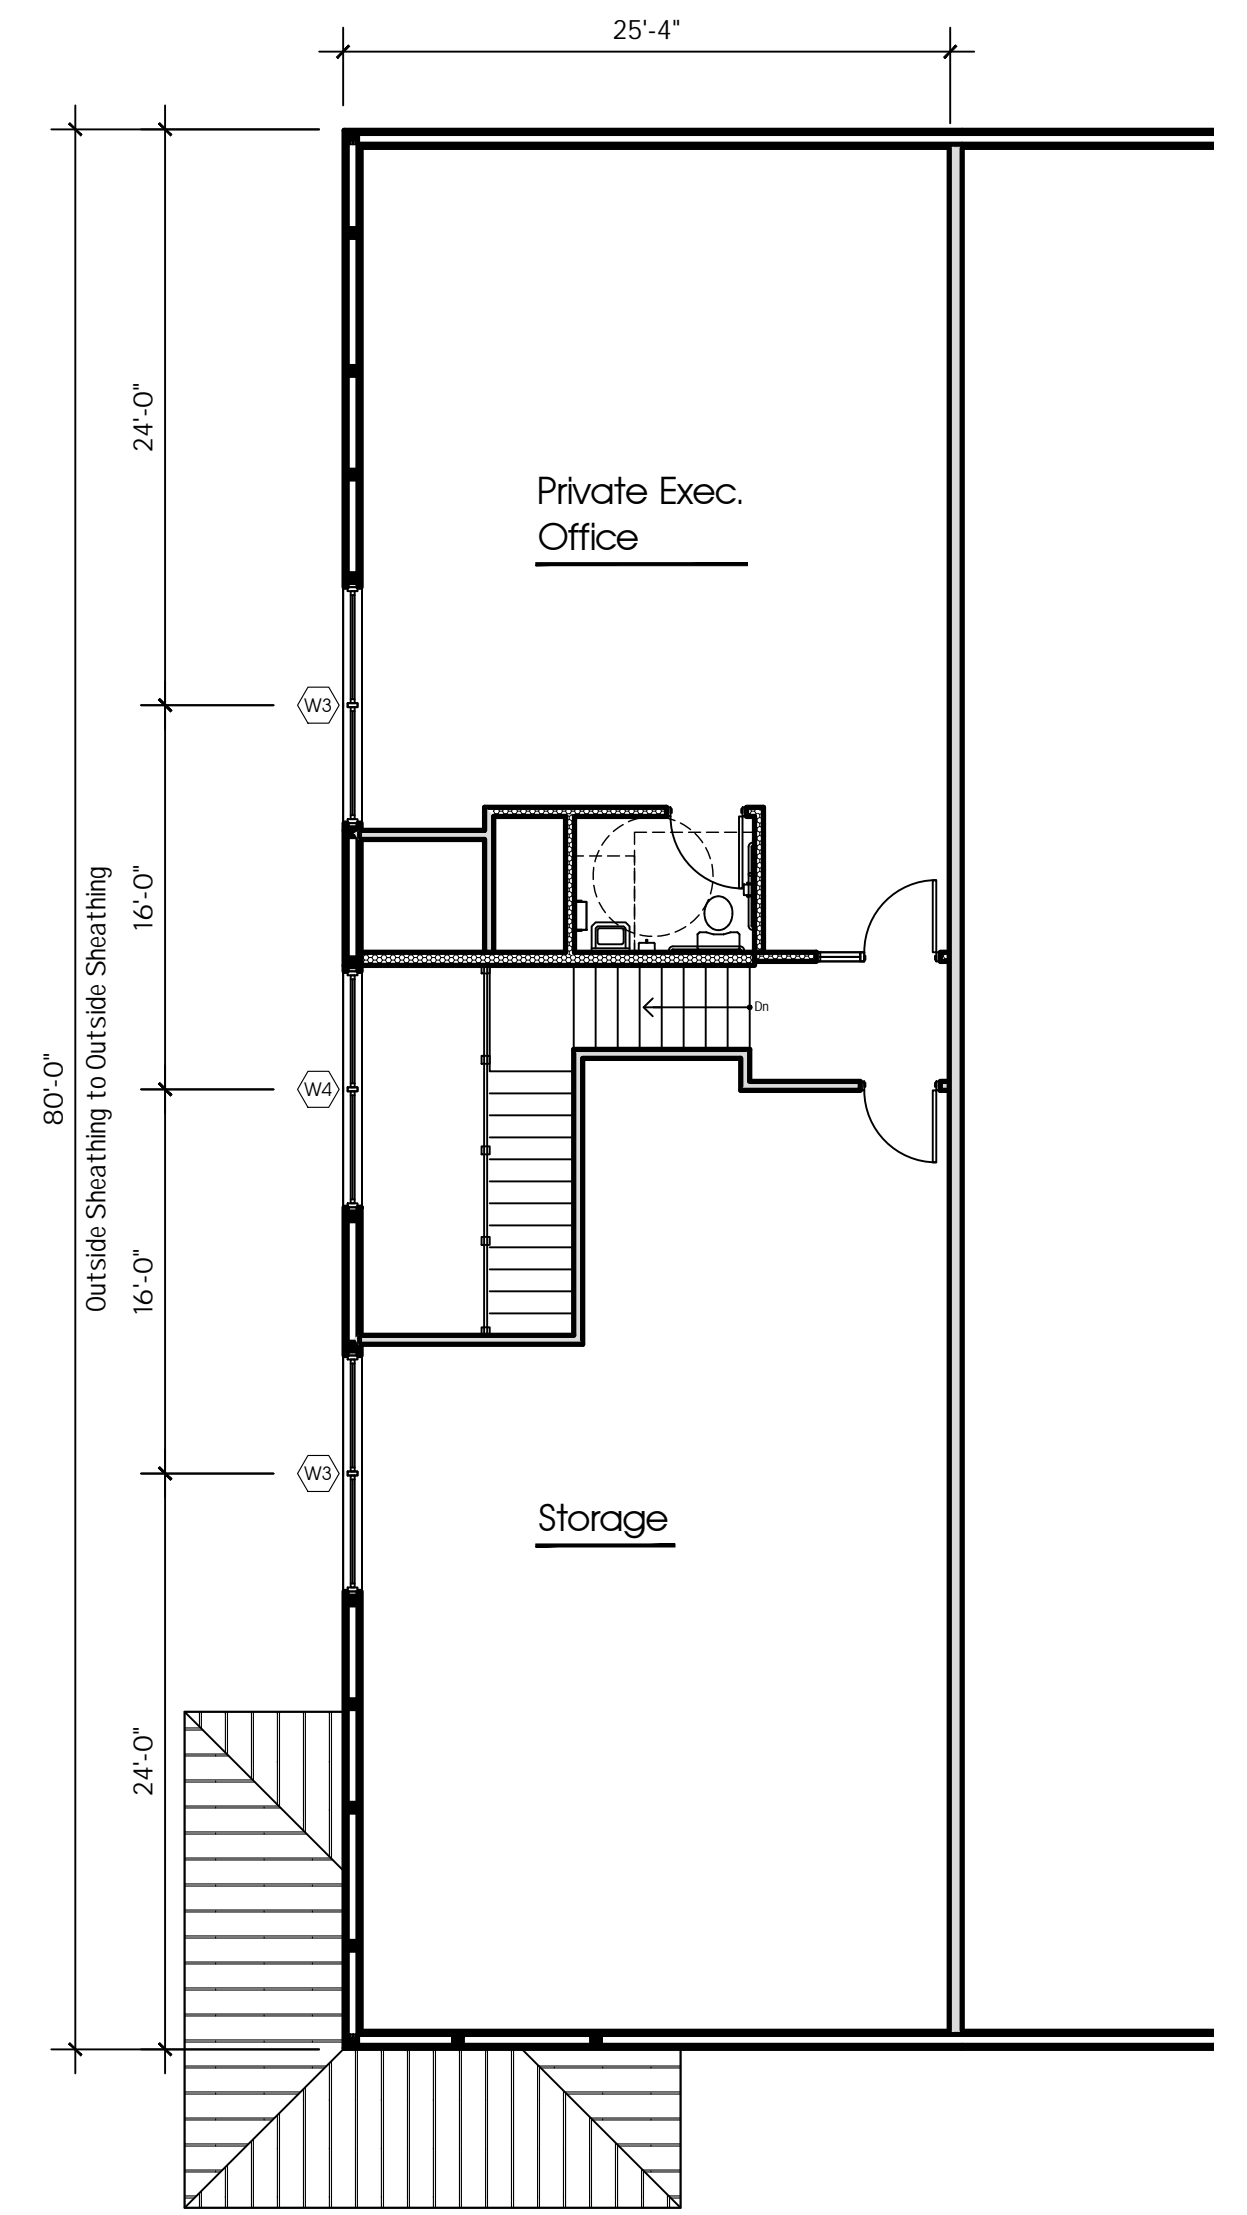 25'-4"
24'-0"
Private Exec.
Office
W3
16'-0"
Outside Sheathing to Outside Sheathing
80'-0"
Dn
W4
16'-0"
W3
Storage
24'-0"